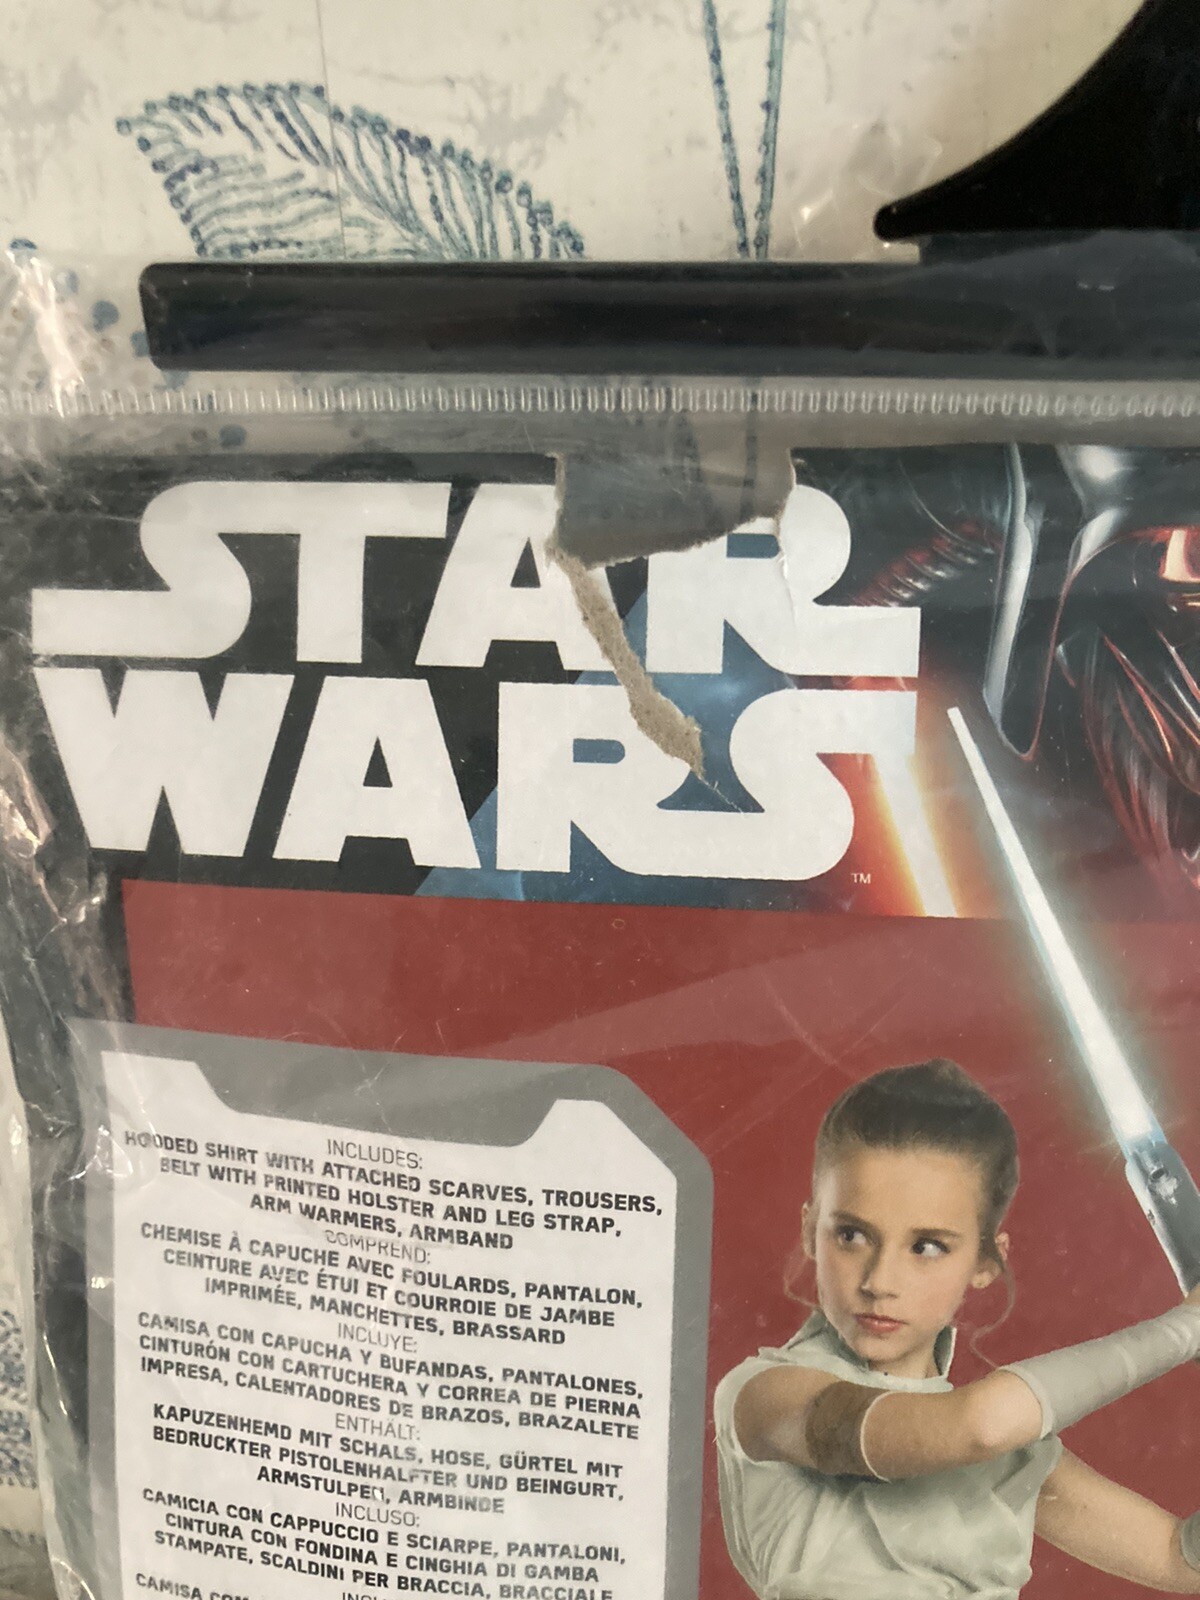 STAR
WARS
TM
INCLUDES:
HOODED SHIRT WITH ATTACHED SCARVES, TROUSERS,
BELT WITH PRINTED HOLSTER AND LEG STRAP,
ARM WARMERS, ARMBAND
COMPREND:
CHEMISE À CAPUCHE AVEC FOULARDS, PANTALON,
CEINTURE AVEC ÉTUI ET COURROIE DE JAMBE
IMPRIMÉE, MANCHETTES, BRASSARD
INCLUYE:
CAMISA CON CAPUCHA Y BUFANDAS, PANTALONES,
CINTURÓN CON CARTUCHERA Y CORREA DE PIERNA
IMPRESA, CALENTADORES DE BRAZOS, BRAZALETE
ENTHÄLT:
KAPUZENHEMD MIT SCHALS, HOSE, GÜRTEL MIT
BEDRUCKTER PISTOLENHALFTER UND BEINGURT,
ARMSTULPEN, ARMBINDE
INCLUSO:
CAMICIA CON CAPPUCCIO E SCIARPE, PANTALONI,
CINTURA CON FONDINA E CINGHIA DI GAMBA
STAMPATE, SCALDINI PER BRACCIA, BRACCIALE
CAMISA